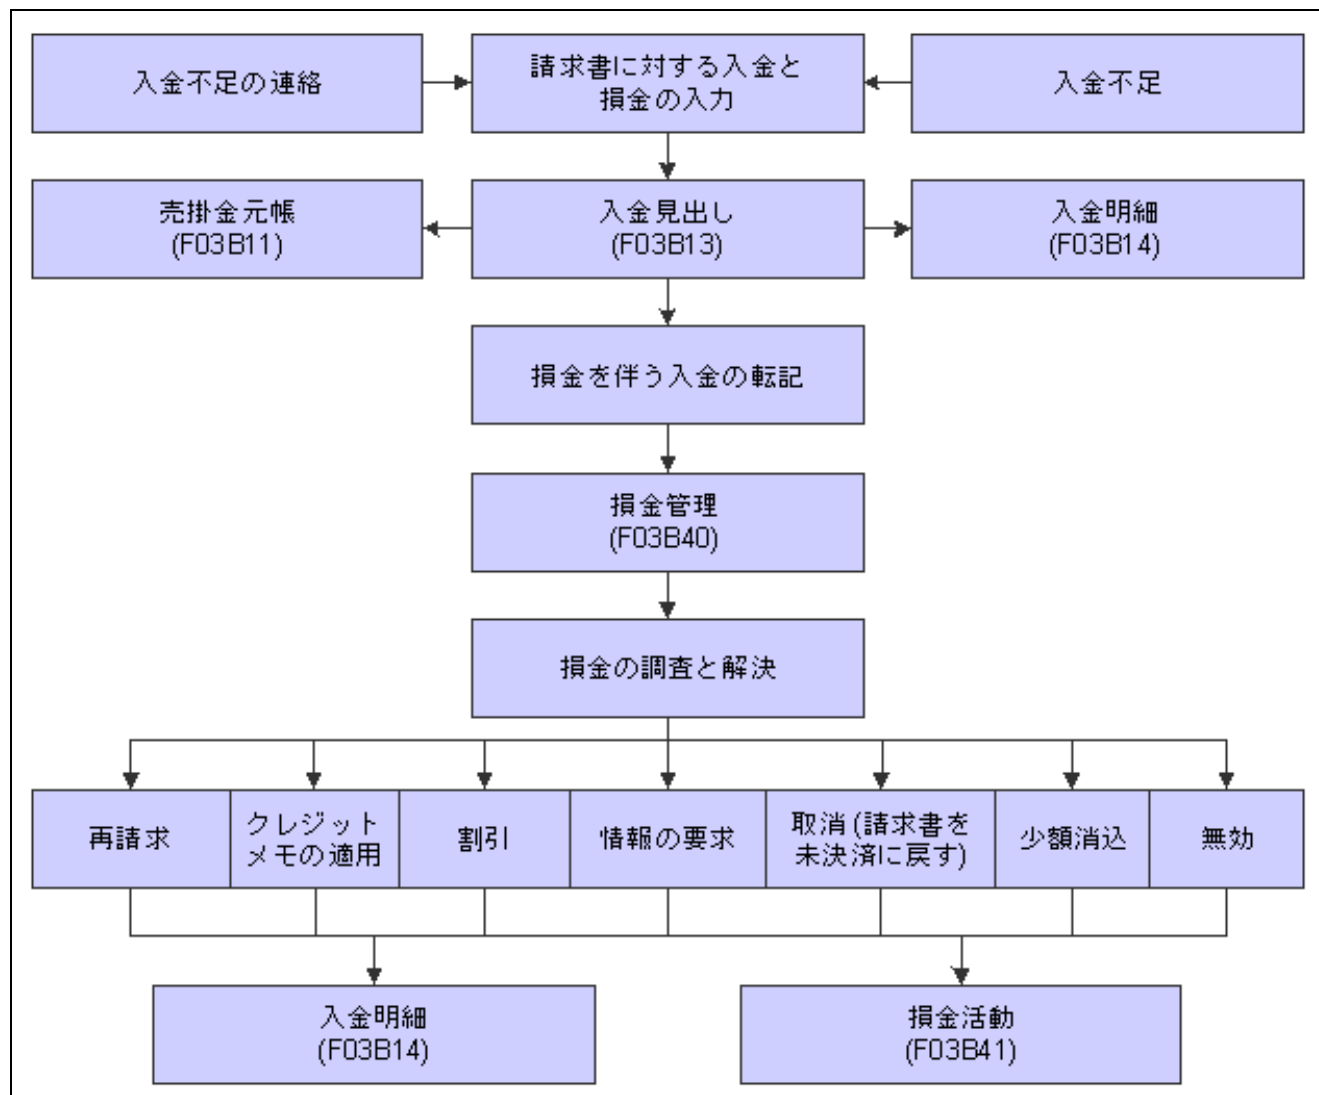 入金不足の連絡
請求書に対する入金と
損金の入力
入金不足
売掛金元帳
(F03B11)
入金見出し
(F03B13)
入金明細
(F03B14)
損金を伴う入金の転記
損金管理
(F03B40)
損金の調査と解決
再請求
クレジット
メモの適用
割引
情報の要求
取消(請求書を
未決済に戻す)
少額消込
無効
入金明細
(F03B14)
損金活動
(F03B41)